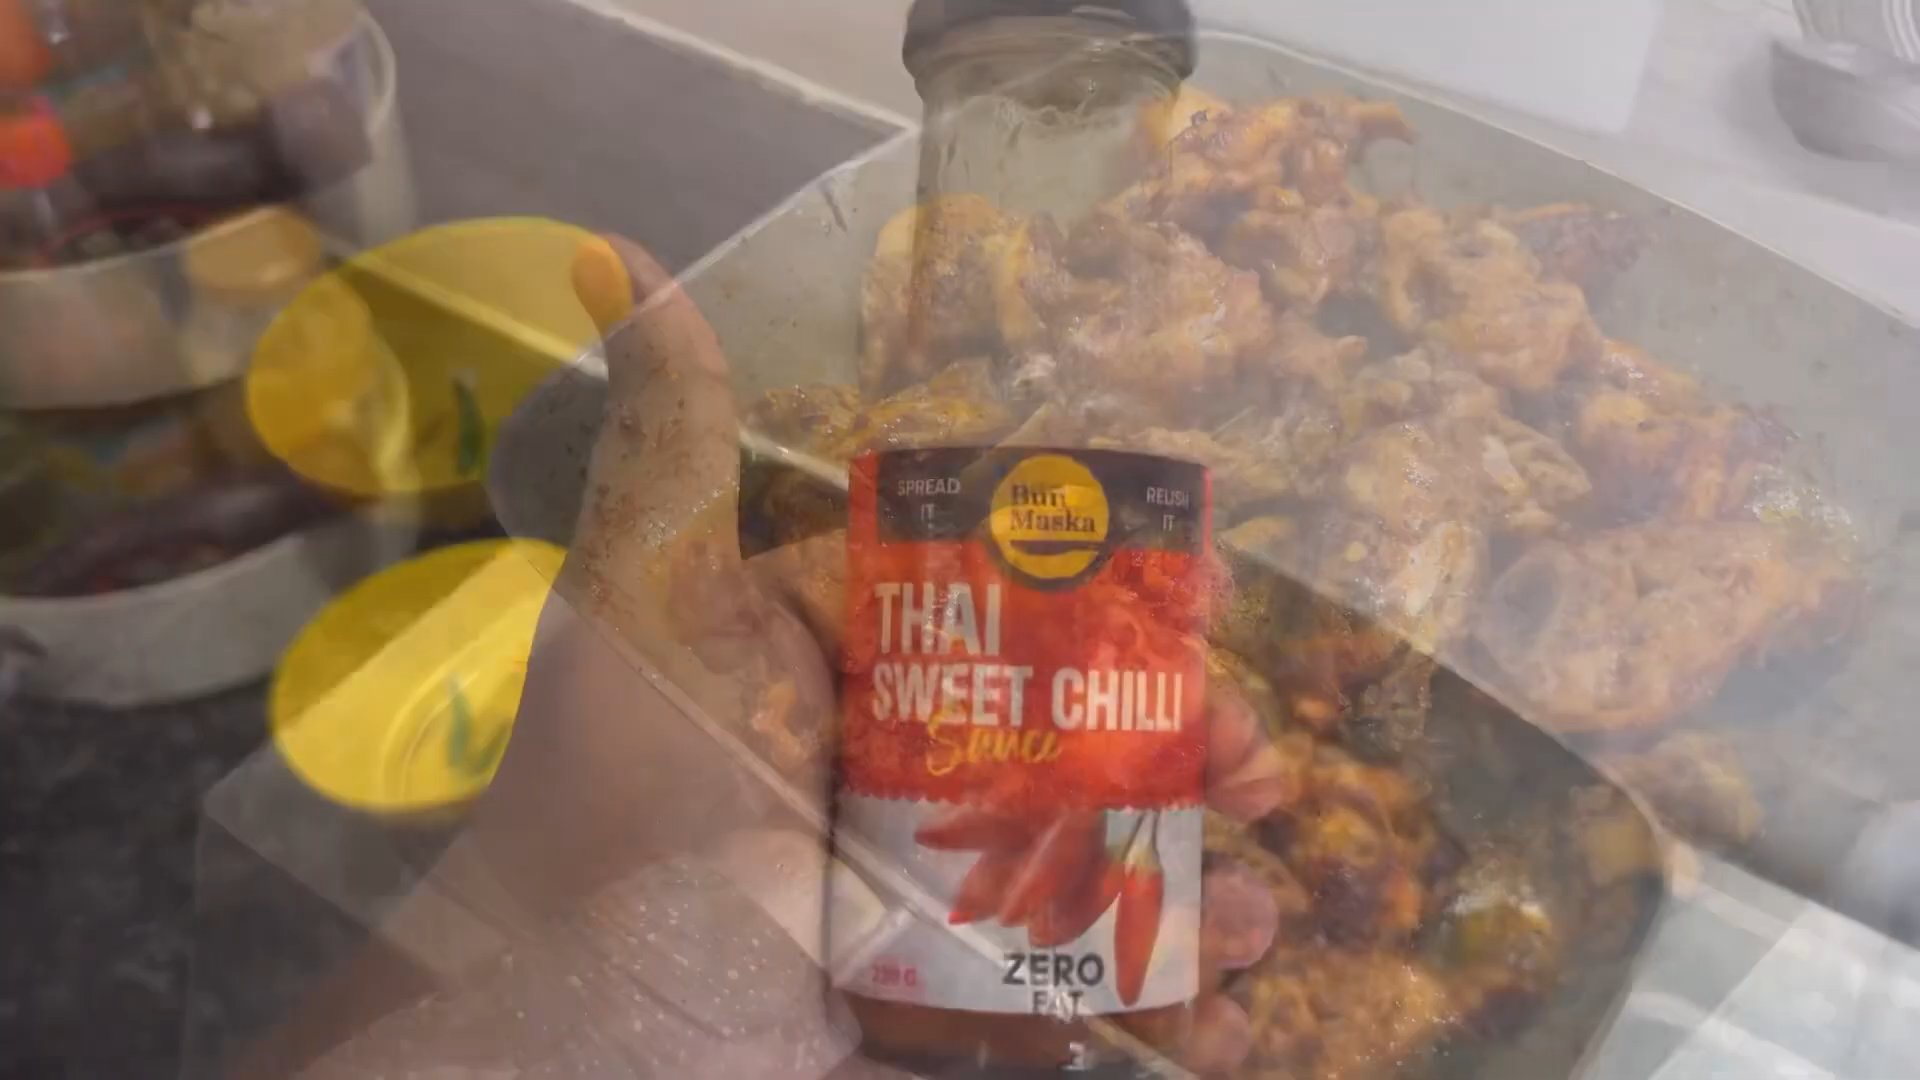 SPREAD
IT
Bun
Maska
RELISH
IT
THAI
SWEET CHILLI
Sauce
ZERO
FAT